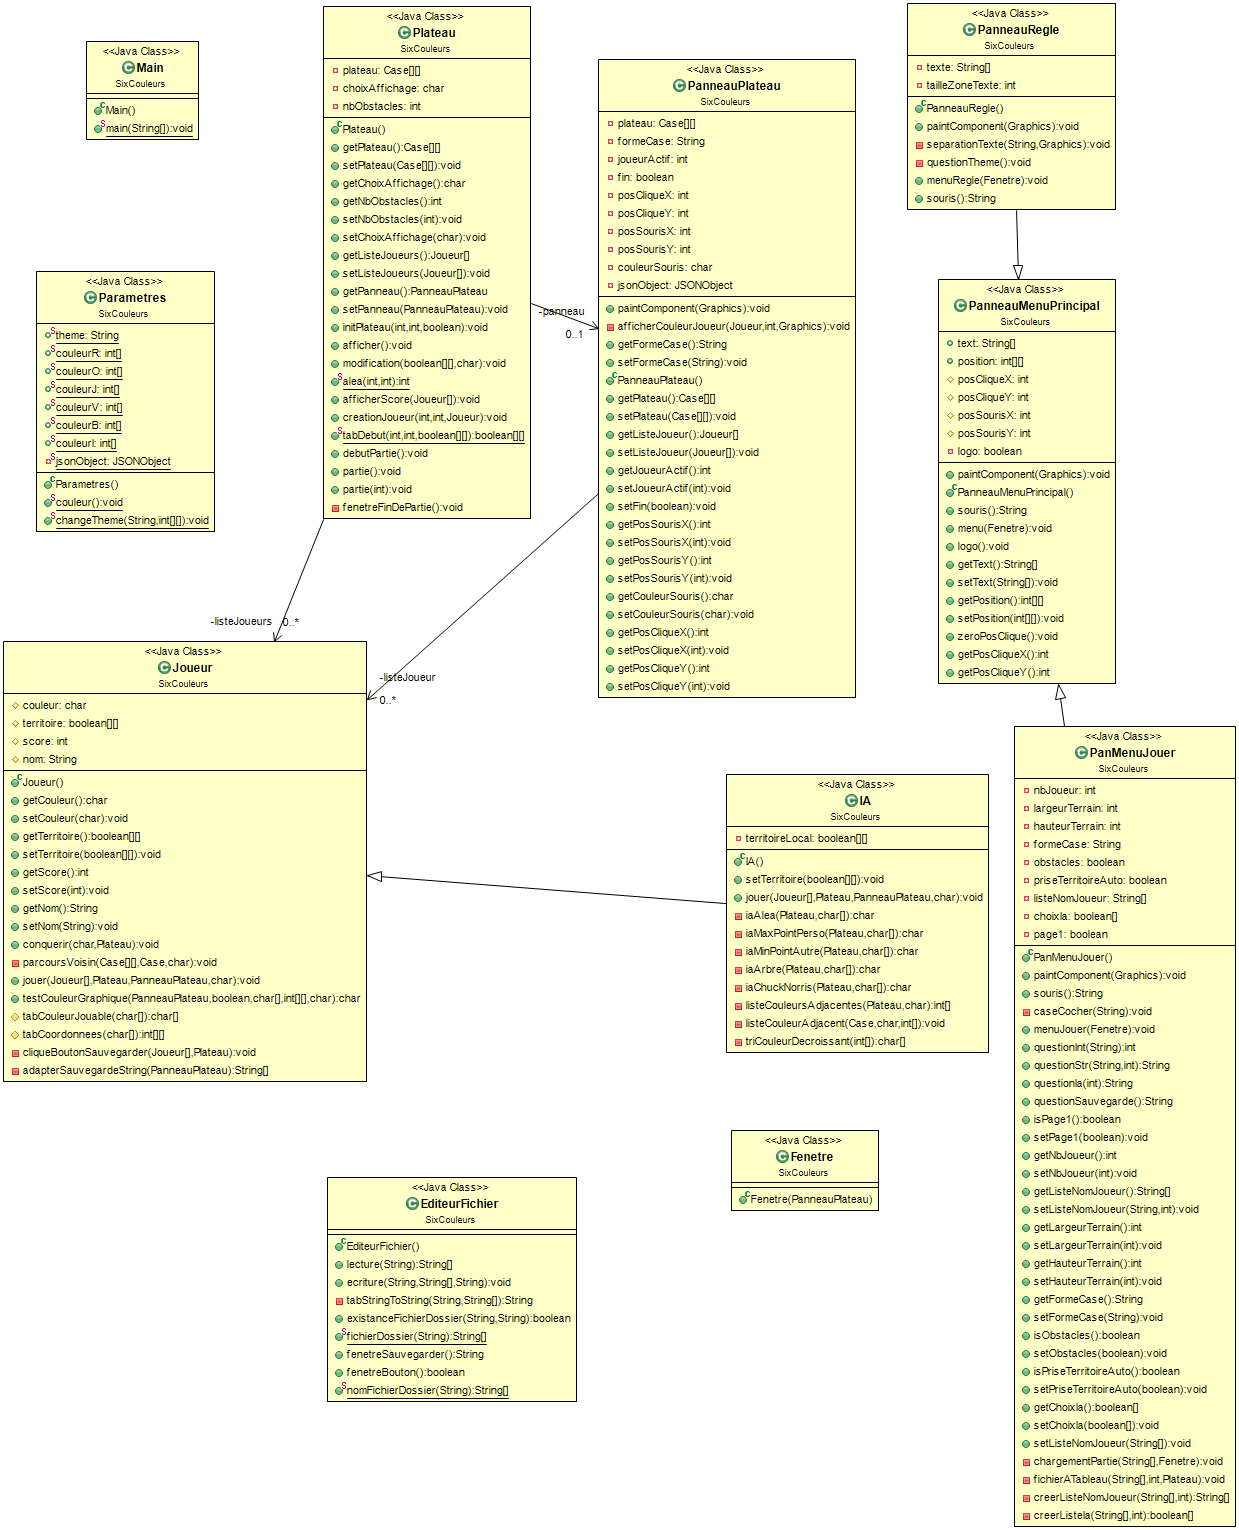 <<Java Class>>
Main
SixCouleurs
Main()
main(String[]):void
<<Java Class>>
Plateau
SixCouleurs
plateau: Case[][]
choixAffichage: char
nbObstacles: int
Plateau()
getPlateau():Case[][]
setPlateau(Case[][]):void
getChoixAffichage():char
getNbObstacles():int
setNbObstacles(int):void
setChoixAffichage(char):void
getListeJoueurs():Joueur[]
setListeJoueurs(Joueur[]):void
getPanneau():PanneauPlateau
setPanneau(PanneauPlateau):void
initPlateau(int,int,boolean):void
afficher():void
modification(boolean[][],char):void
alea(int,int):int
afficherScore(Joueur[]):void
creationJoueur(int,int,Joueur):void
tabDebut(int,int,boolean[][]):boolean[][]
debutPartie():void
partie():void
partie(int):void
fenetreFinDePartie():void
-panneau
0..1
<<Java Class>>
PanneauPlateau
SixCouleurs
plateau: Case[][]
formeCase: String
joueurActif: int
fin: boolean
posCliqueX: int
posCliqueY: int
posSourisX: int
posSourisY: int
couleurSouris: char
jsonObject: JSONObject
paintComponent(Graphics):void
afficherCouleurJoueur(Joueur,int,Graphics):void
getFormeCase():String
setFormeCase(String):void
PanneauPlateau()
getPlateau():Case[][]
setPlateau(Case[][]):void
getListeJoueur():Joueur[]
setListeJoueur(Joueur[]):void
getJoueurActif():int
setJoueurActif(int):void
setFin(boolean):void
getPosSourisX():int
setPosSourisX(int):void
getPosSourisY():int
setPosSourisY(int):void
getCouleurSouris():char
setCouleurSouris(char):void
getPosCliqueX():int
setPosCliqueX(int):void
getPosCliqueY():int
setPosCliqueY(int):void
<<Java Class>>
PanneauRegle
SixCouleurs
texte: String[]
tailleZoneTexte: int
PanneauRegle()
paintComponent(Graphics):void
separationTexte(String,Graphics):void
questionTheme():void
menuRegle(Fenetre):void
souris():String
<<Java Class>>
Parametres
SixCouleurs
theme: String
couleurR: int[]
couleurO: int[]
couleurJ: int[]
couleurV: int[]
couleurB: int[]
couleurI: int[]
jsonObject: JSONObject
Parametres()
couleur():void
changeTheme(String,int[][]):void
<<Java Class>>
PanneauMenuPrincipal
SixCouleurs
text: String[]
position: int[][]
posCliqueX: int
posCliqueY: int
posSourisX: int
posSourisY: int
logo: boolean
paintComponent(Graphics):void
PanneauMenuPrincipal()
souris():String
menu(Fenetre):void
logo():void
getText():String[]
setText(String[]):void
getPosition():int[][]
setPosition(int[][]):void
zeroPosClique():void
getPosCliqueX():int
getPosCliqueY():int
-listeJoueurs
0..*
-listeJoueur
0..*
<<Java Class>>
Joueur
SixCouleurs
couleur: char
territoire: boolean[][]
score: int
nom: String
Joueur()
getCouleur():char
setCouleur(char):void
getTerritoire():boolean[][]
setTerritoire(boolean[][]):void
getScore():int
setScore(int):void
getNom():String
setNom(String):void
conquerir(char,Plateau):void
parcoursVoisin(Case[][],Case,char):void
jouer(Joueur[],Plateau,PanneauPlateau,char):void
testCouleurGraphique(PanneauPlateau,boolean,char[],int[][],char):char
tabCouleurJouable(char[]):char[]
tabCoordonnees(char[]):int[][]
cliqueBoutonSauvegarder(Joueur[],Plateau):void
adapterSauvegardeString(PanneauPlateau):String[]
<<Java Class>>
IA
SixCouleurs
territoireLocal: boolean[][]
IA()
setTerritoire(boolean[][]):void
jouer(Joueur[],Plateau,PanneauPlateau,char):void
iaAlea(Plateau,char[]):char
iaMaxPointPerso(Plateau,char[]):char
iaMinPointAutre(Plateau,char[]):char
iaArbre(Plateau,char[]):char
iaChuckNorris(Plateau,char[]):char
listeCouleursAdjacentes(Plateau,char):int[]
listeCouleurAdjacent(Case,char,int[]):void
triCouleurDecroissant(int[]):char[]
<<Java Class>>
PanMenuJouer
SixCouleurs
nbJoueur: int
largeurTerrain: int
hauteurTerrain: int
formeCase: String
obstacles: boolean
priseTerritoireAuto: boolean
listeNomJoueur: String[]
choixIa: boolean[]
page1: boolean
PanMenuJouer()
paintComponent(Graphics):void
souris():String
caseCocher(String):void
menuJouer(Fenetre):void
questionInt(String):int
questionStr(String,int):String
questionIa(int):String
questionSauvegarde():String
isPage1():boolean
setPage1(boolean):void
getNbJoueur():int
setNbJoueur(int):void
getListeNomJoueur():String[]
setListeNomJoueur(String,int):void
getLargeurTerrain():int
setLargeurTerrain(int):void
getHauteurTerrain():int
setHauteurTerrain(int):void
getFormeCase():String
setFormeCase(String):void
isObstacles():boolean
setObstacles(boolean):void
isPriseTerritoireAuto():boolean
setPriseTerritoireAuto(boolean):void
getChoixIa():boolean[]
setChoixIa(boolean[]):void
setListeNomJoueur(String[]):void
chargementPartie(String[],Fenetre):void
fichierATableau(String[],int,Plateau):void
creerListeNomJoueur(String[],int):String[]
creerListeIa(String[],int):boolean[]
<<Java Class>>
Fenetre
SixCouleurs
Fenetre(PanneauPlateau)
<<Java Class>>
EditeurFichier
SixCouleurs
EditeurFichier()
lecture(String):String[]
ecriture(String,String[],String):void
tabStringToString(String,String[]):String
existanceFichierDossier(String,String):boolean
fichierDossier(String):String[]
fenetreSauvegarder():String
fenetreBouton():boolean
nomFichierDossier(String):String[]